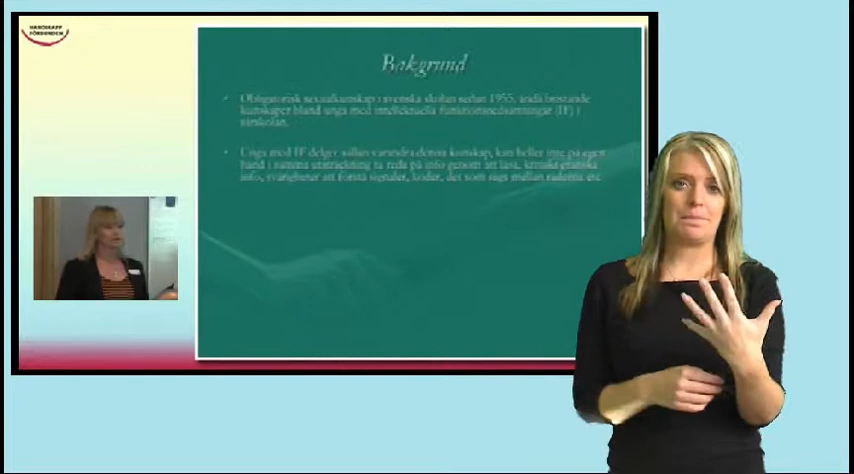 HANDIKAPP
FÖRBUNDEN
Bakgrund
Obligatorisk sexualkunskap i svenska skolan sedan 1955, ändå bristande
kunskaper bland unga med intellektuella funktionsnedsättningar (IF) i
särskolan.
Unga med IF delger sällan varandra denna kunskap, kan heller inte på egen
hand i samma utsträckning ta reda på info genom att läsa, kritiskt granska
info, svårigheter att förstå signaler, koder, det som sägs mellan raderna etc